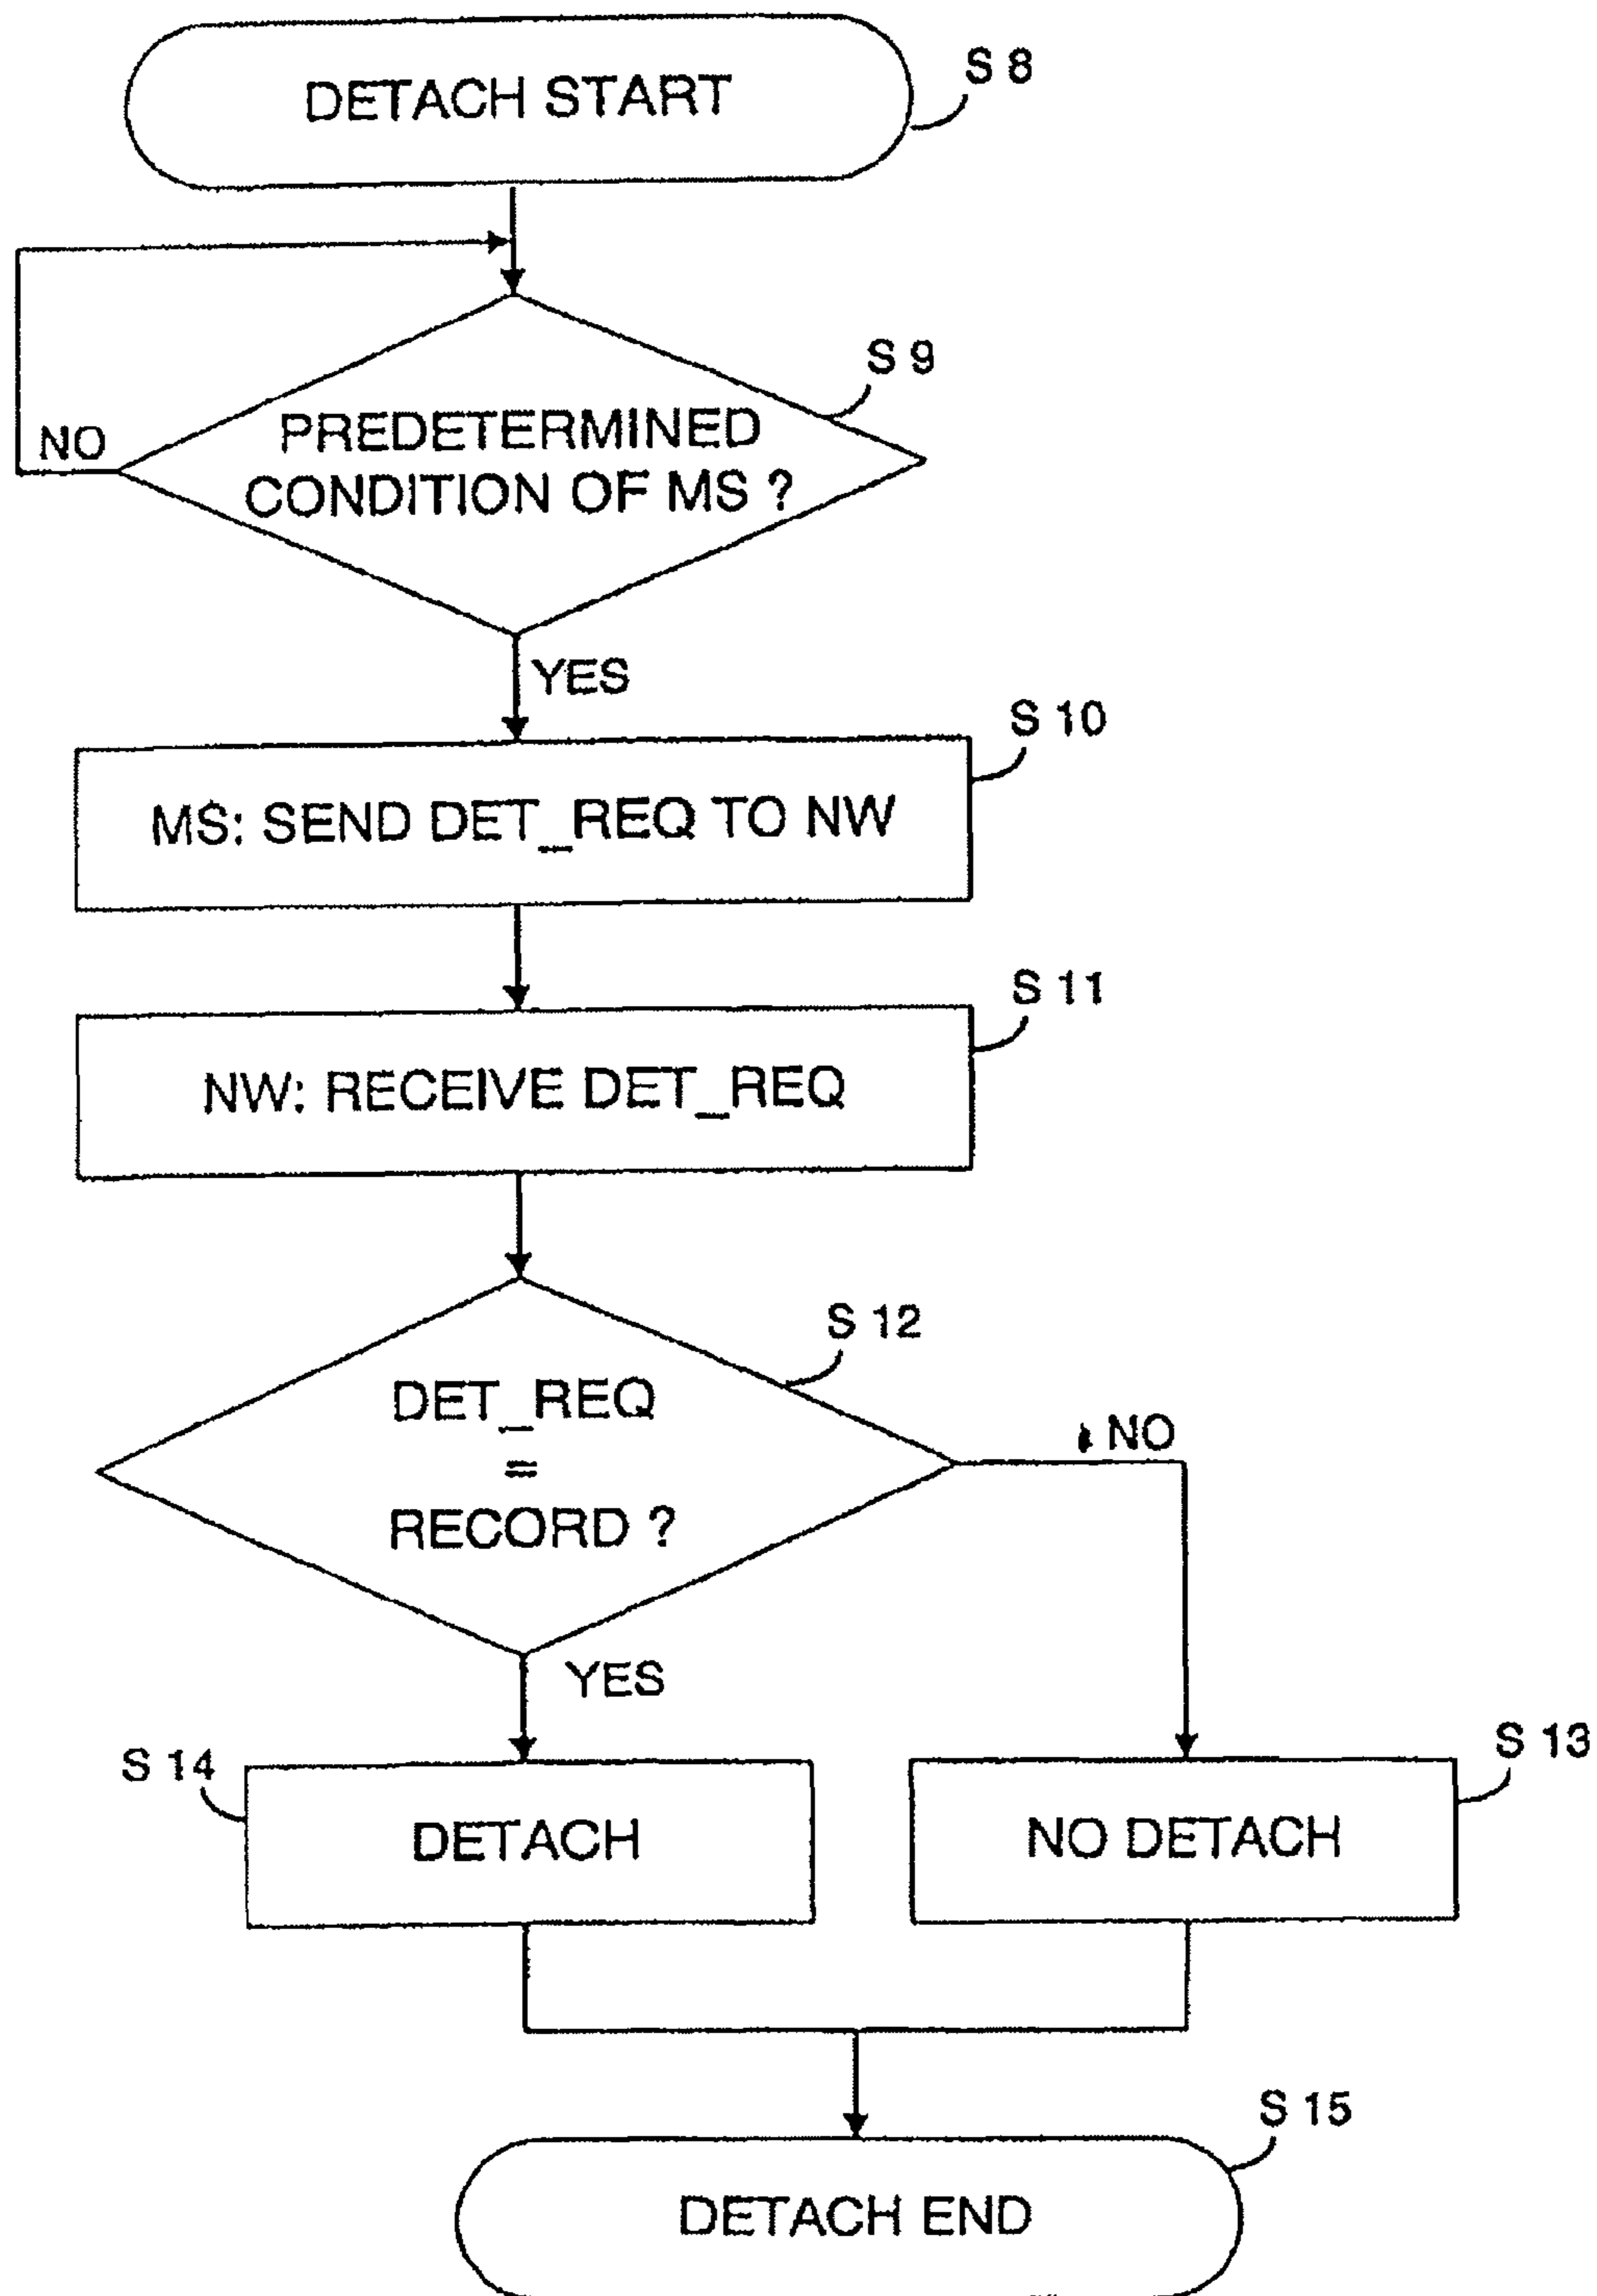 DETACH START
S 8
S 9
PREDETERMINED
CONDITION OF MS ?
NO
YES
S 10
MS: SEND DET_REQ TO NW
S 11
NW: RECEIVE DET_REQ
S 12
DET_REQ
=
RECORD ?
NO
YES
S 14
DETACH
S 13
NO DETACH
S 15
DETACH END